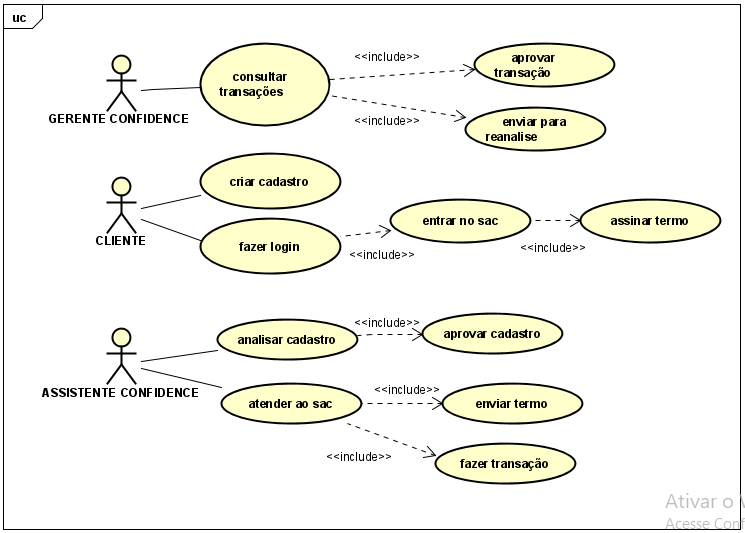 uc
<<include>>
aprovar
transação
consultar
transações
GERENTE CONFIDENCE
<<include>>
enviar para
reanalise
criar cadastro
CLIENTE
fazer login
entrar no sac
assinar termo
<<include>>
<<include>>
<<include>>
analisar cadastro
aprovar cadastro
ASSISTENTE CONFIDENCE
<<include>>
atender ao sac
enviar termo
<<include>>
fazer transação
Ativar o
Acesse Conf